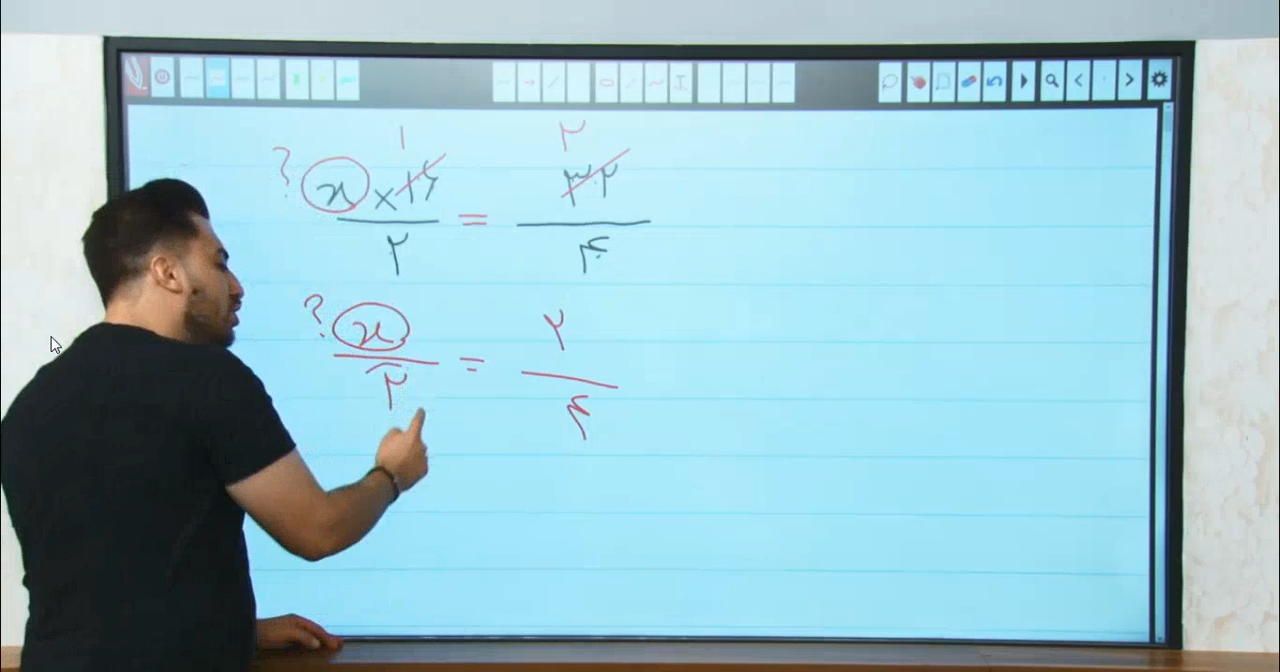 ۱ ۲
? x × ۱۶ = ۳۲
۲ ۴
? x = ۲
۲ ۴